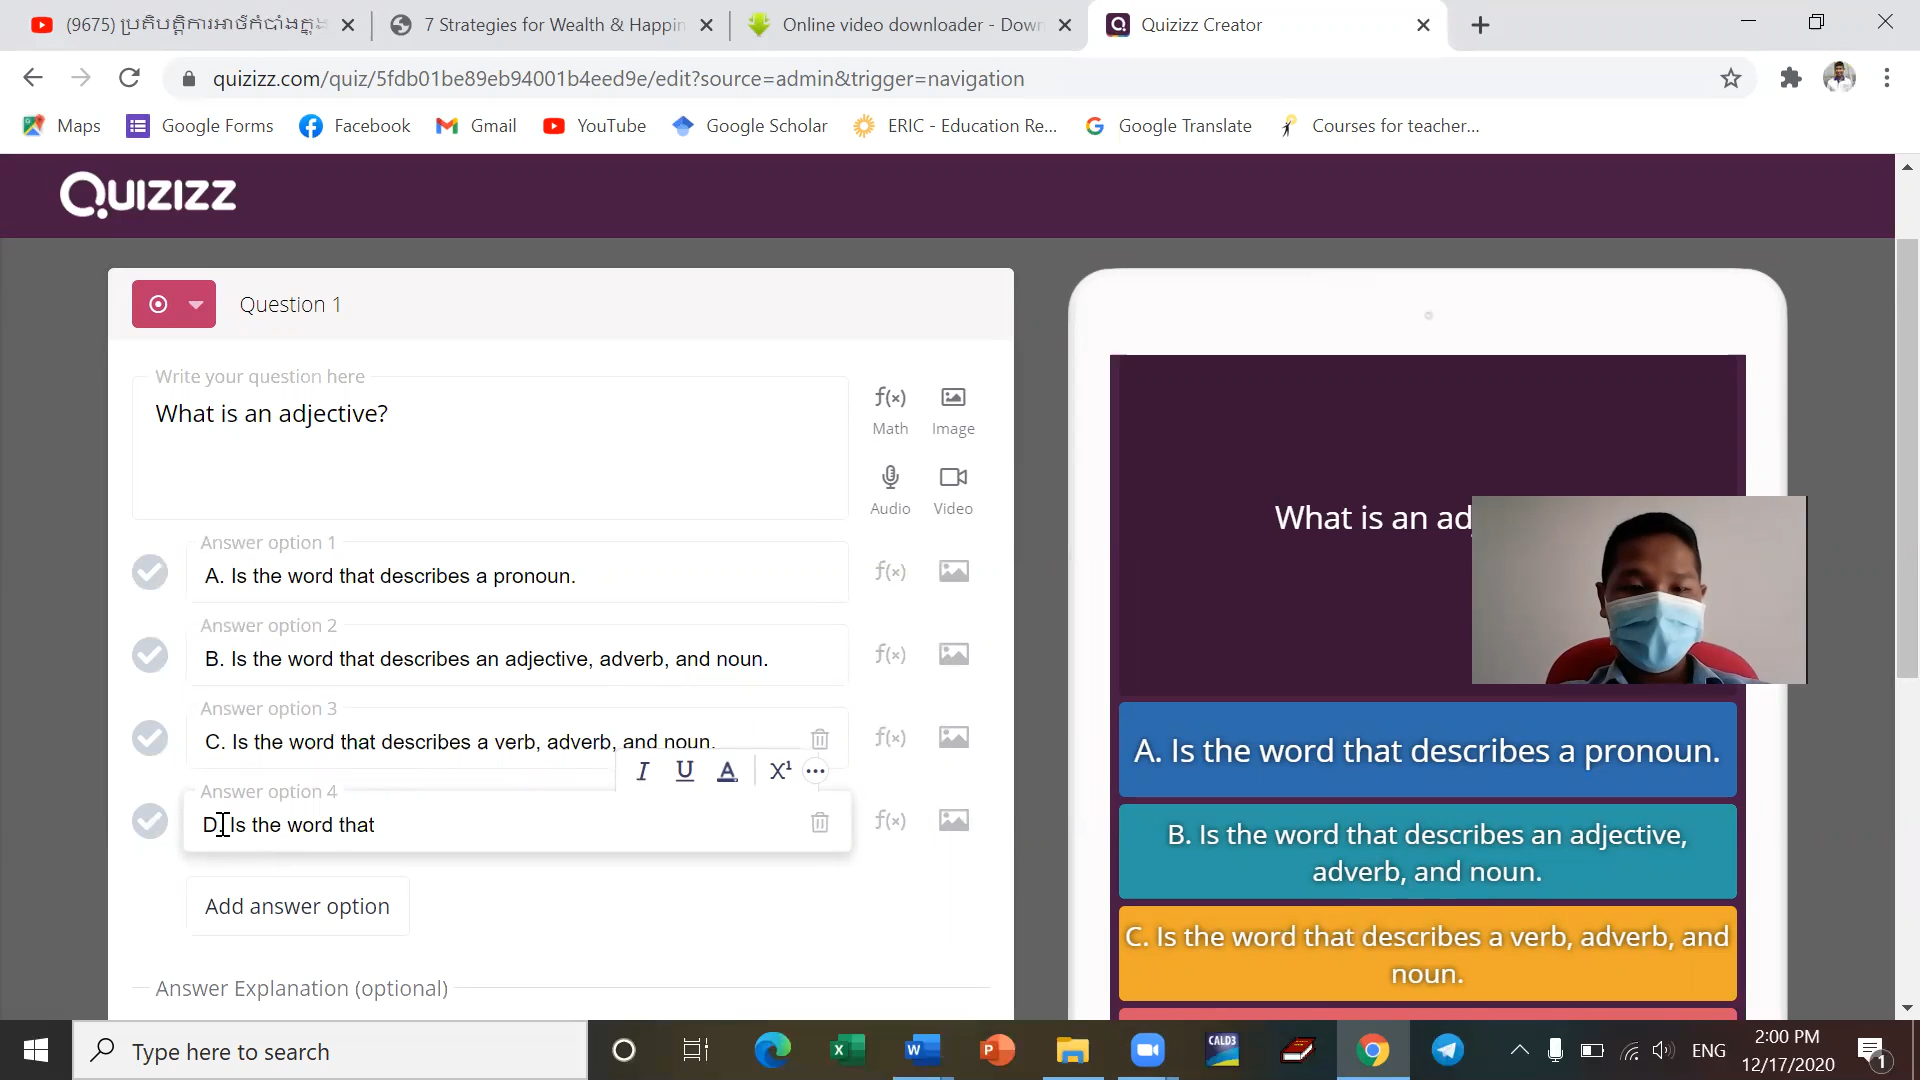 (9675) ប្រតិបត្តិការអាថ៌កំបាំងក្នុង
7 Strategies for Wealth & Happin
Online video downloader - Down
Quizizz Creator
quizizz.com/quiz/5fdb01be89eb94001b4eed9e/edit?source=admin&trigger=navigation
Maps
Google Forms
Facebook
Gmail
YouTube
Google Scholar
ERIC - Education Re...
Google Translate
Courses for teacher...
Quizizz
Question 1
Write your question here
What is an adjective?
f(x)
Math
Image
Audio
Video
Answer option 1
A. Is the word that describes a pronoun.
f(x)
Answer option 2
B. Is the word that describes an adjective, adverb, and noun.
f(x)
Answer option 3
C. Is the word that describes a verb, adverb, and noun.
f(x)
I U A X¹ ...
Answer option 4
D. Is the word that
f(x)
Add answer option
Answer Explanation (optional)
What is an ad
A. Is the word that describes a pronoun.
B. Is the word that describes an adjective,
adverb, and noun.
C. Is the word that describes a verb, adverb, and
noun.
Type here to search
CALD3
ENG
2:00 PM
12/17/2020
1